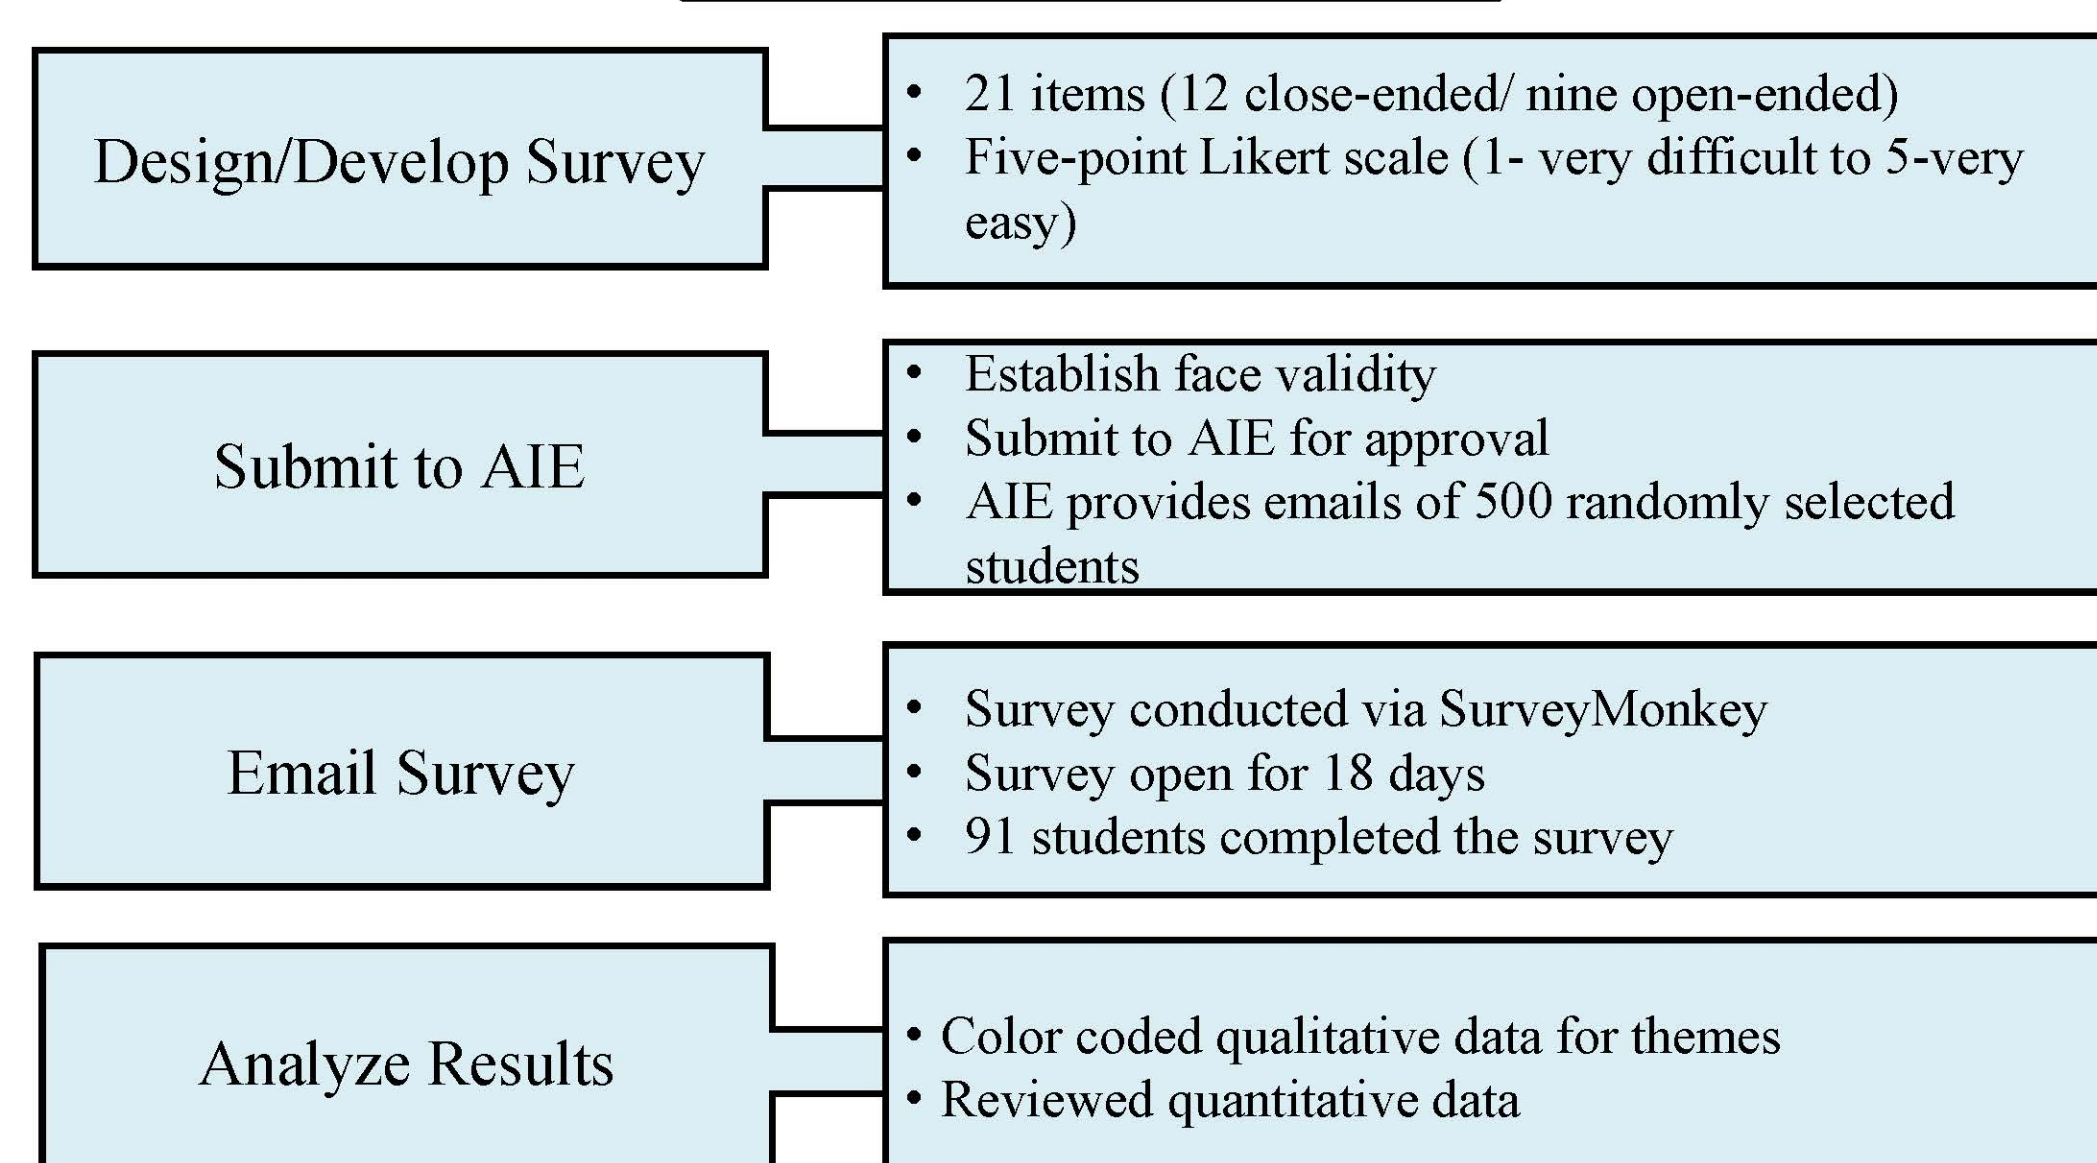 Design/Develop Survey
• 21 items (12 close-ended/ nine open-ended)
• Five-point Likert scale (1- very difficult to 5-very
easy)
Submit to AIE
• Establish face validity
• Submit to AIE for approval
• AIE provides emails of 500 randomly selected
students
Email Survey
• Survey conducted via SurveyMonkey
• Survey open for 18 days
• 91 students completed the survey
Analyze Results
• Color coded qualitative data for themes
• Reviewed quantitative data